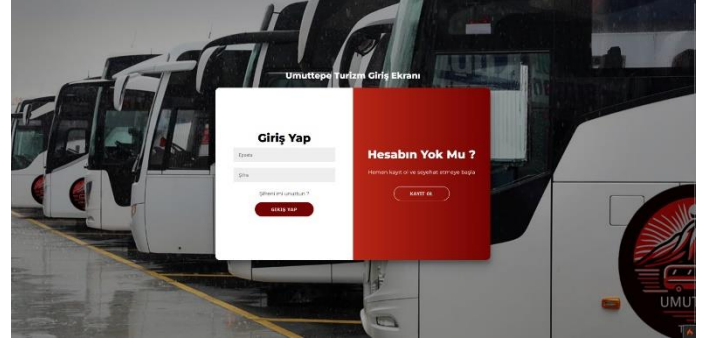 Umuttepe Turizm Giriş Ekranı
Giriş Yap
Eposta
Şifre
Şifreni mi unuttun ?
GİRİŞ YAP
Hesabın Yok Mu ?
Hemen kayıt ol ve seyehat etmeye başla
KAYIT OL
UMUT